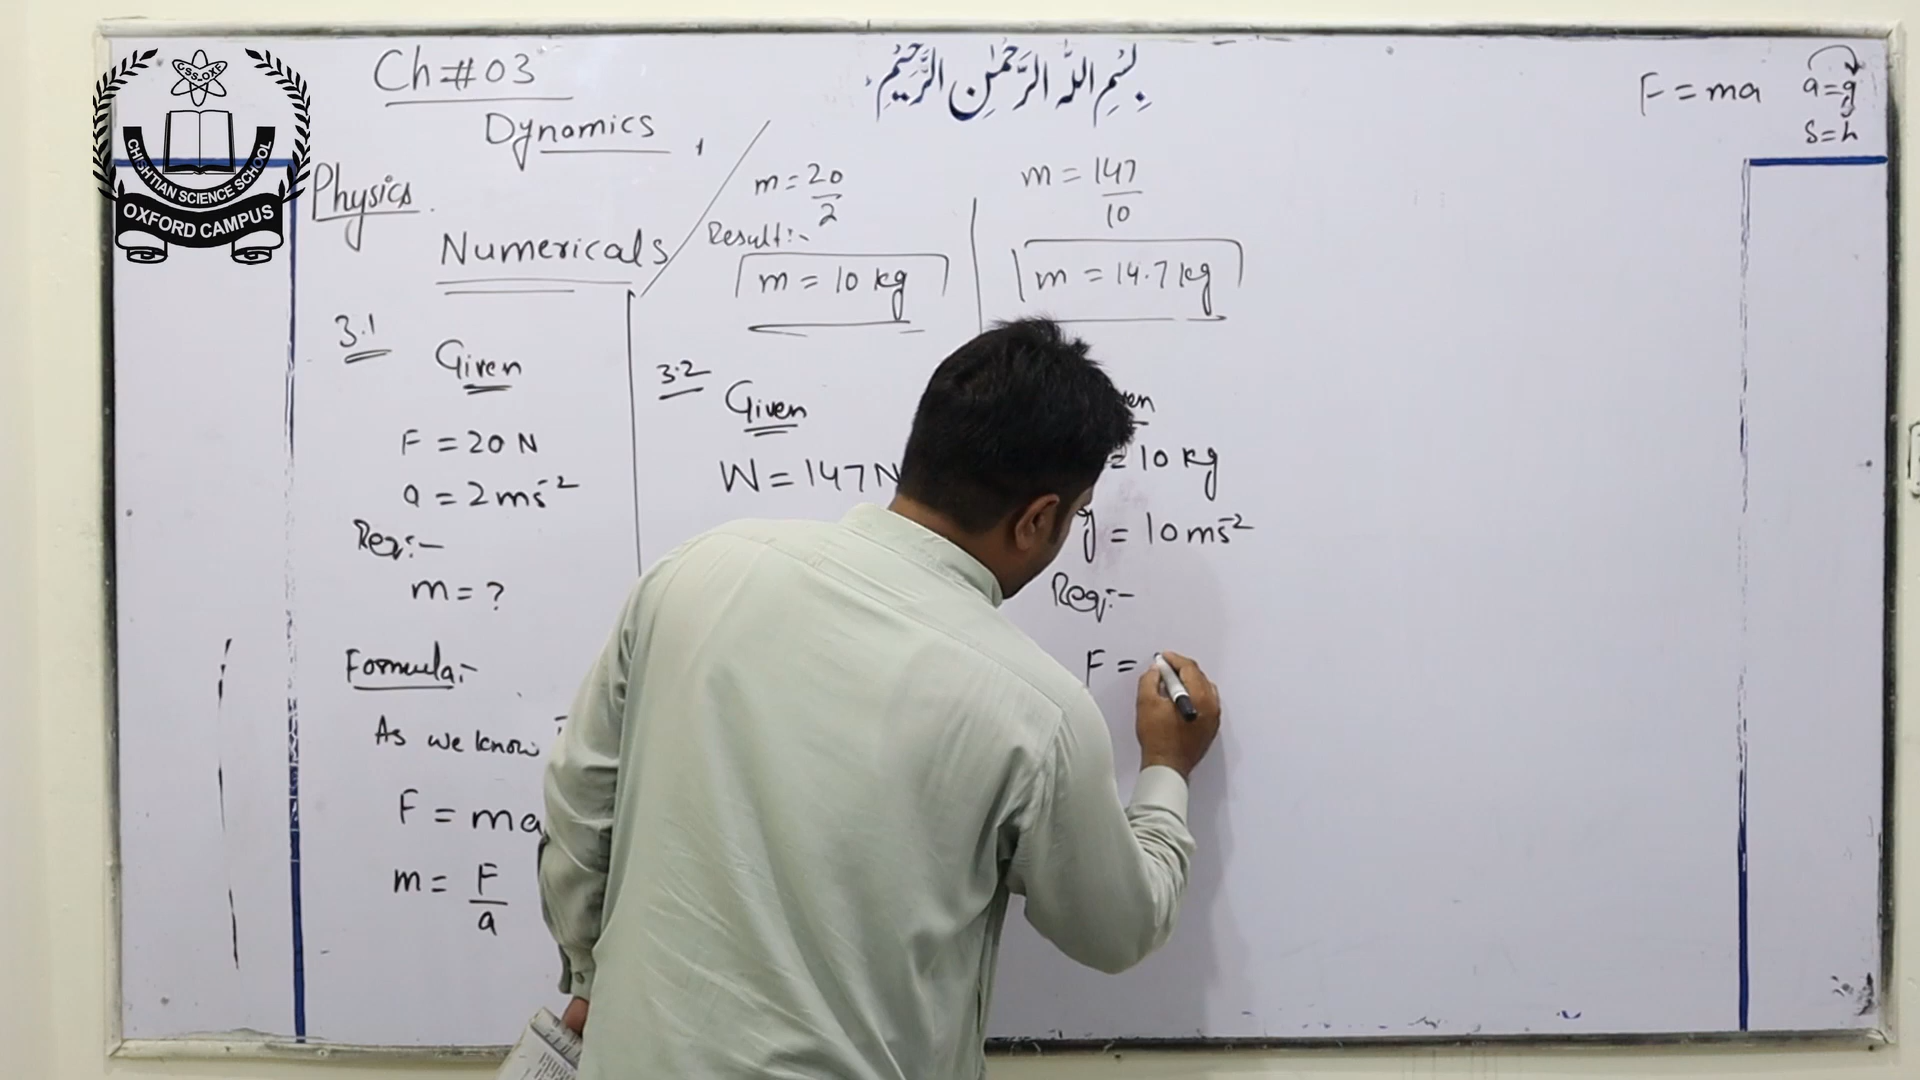 CSS-OXF
CHISHTIAN SCIENCE SCHOOL
OXFORD CAMPUS
Ch # 03
Dynamics
Physics
Numericals
بِسْمِ اللّٰهِ الرَّحْمٰنِ الرَّحِيْمِ
F = ma
a = g
S = h
3.1
Given
F = 20 N
a = 2 ms⁻²
Req:-
m = ?
Formula:-
As we know
F = ma
m = F/a
m = 20/2
Result:-
m = 10 kg
3.2
Given
W = 147 N
m = 147/10
m = 14.7 kg
= 10 kg
g = 10 ms⁻²
Req:-
F =